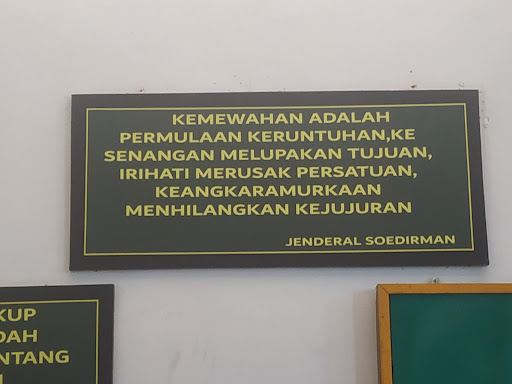 KEMEWAHAN ADALAH
PERMULAAN KERUNTUHAN,KE
SENANGAN MELUPAKAN TUJUAN,
IRIHATI MERUSAK PERSATUAN,
KEANGKARAMURKAAN
MENHILANGKAN KEJUJURAN
JENDERAL SOEDIRMAN
KUP
DAH
NTANG